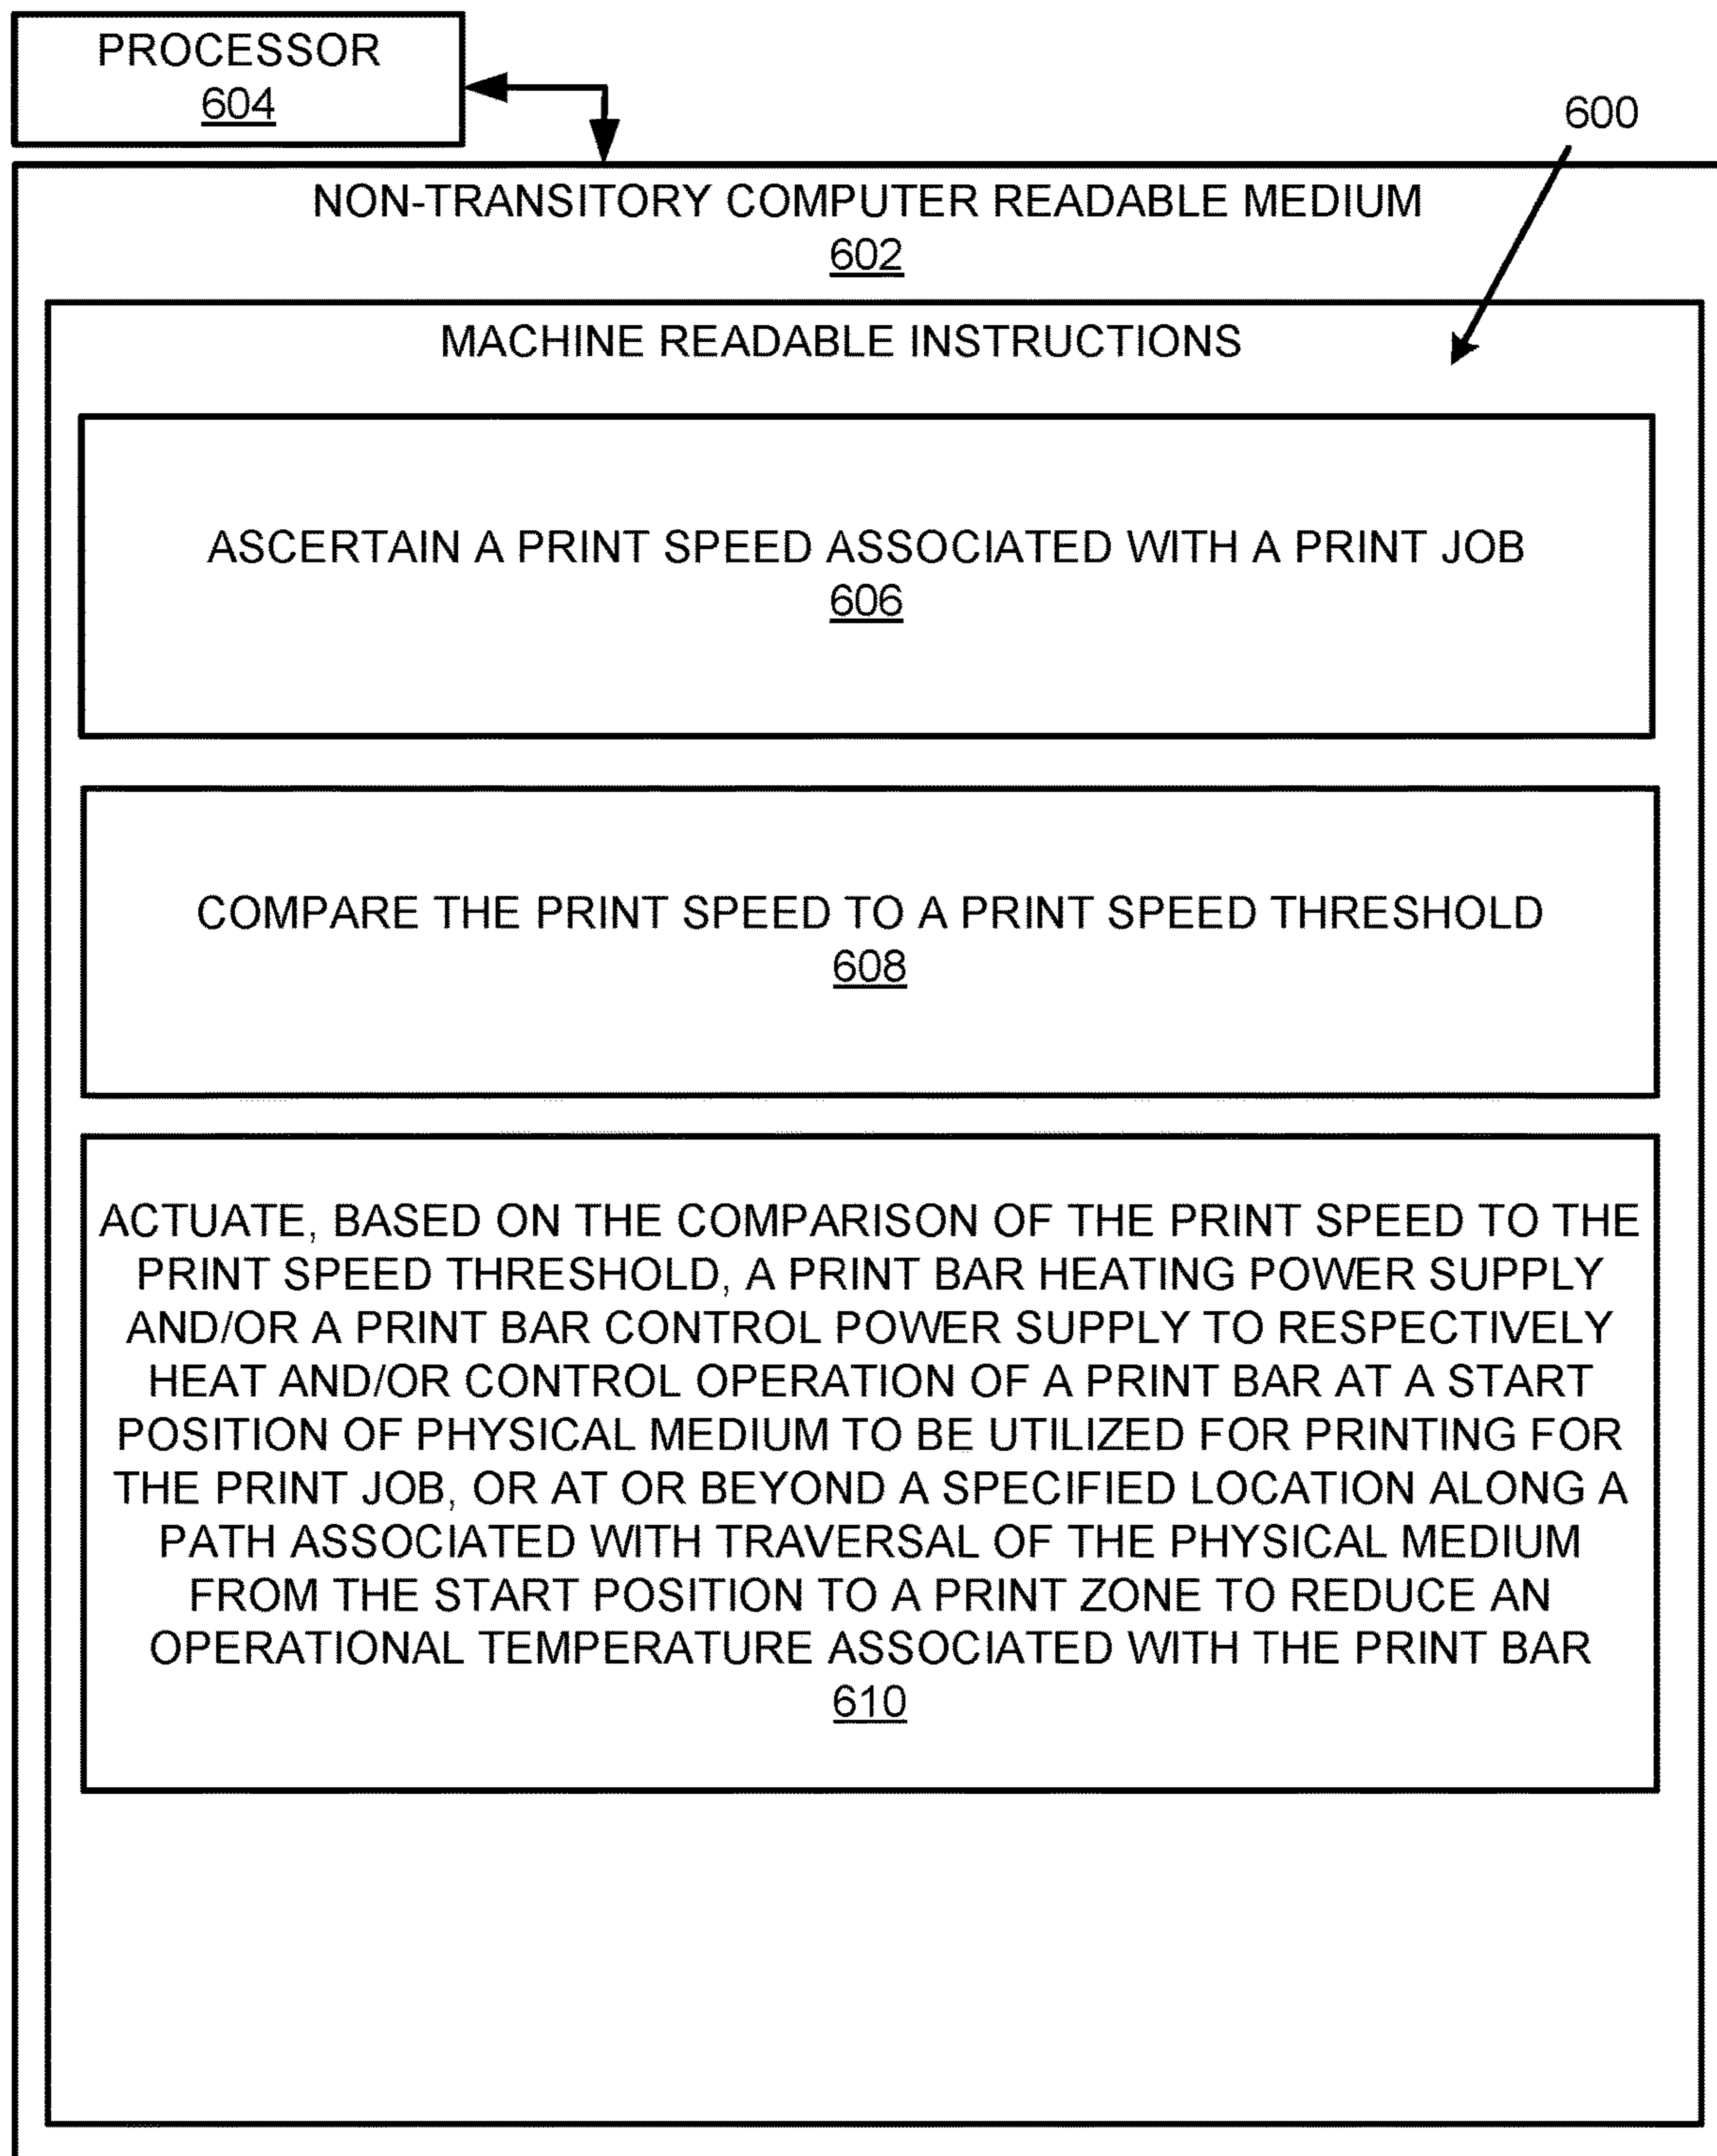 PROCESSOR
604
600
NON-TRANSITORY COMPUTER READABLE MEDIUM
602
MACHINE READABLE INSTRUCTIONS
ASCERTAIN A PRINT SPEED ASSOCIATED WITH A PRINT JOB
606
COMPARE THE PRINT SPEED TO A PRINT SPEED THRESHOLD
608
ACTUATE, BASED ON THE COMPARISON OF THE PRINT SPEED TO THE
PRINT SPEED THRESHOLD, A PRINT BAR HEATING POWER SUPPLY
AND/OR A PRINT BAR CONTROL POWER SUPPLY TO RESPECTIVELY
HEAT AND/OR CONTROL OPERATION OF A PRINT BAR AT A START
POSITION OF PHYSICAL MEDIUM TO BE UTILIZED FOR PRINTING FOR
THE PRINT JOB, OR AT OR BEYOND A SPECIFIED LOCATION ALONG A
PATH ASSOCIATED WITH TRAVERSAL OF THE PHYSICAL MEDIUM
FROM THE START POSITION TO A PRINT ZONE TO REDUCE AN
OPERATIONAL TEMPERATURE ASSOCIATED WITH THE PRINT BAR
610